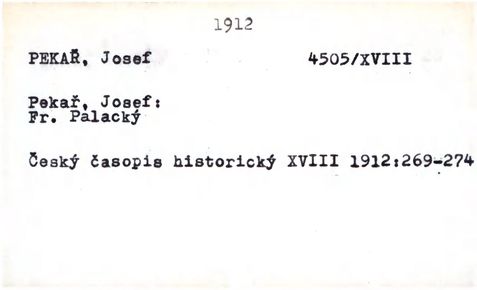 1912
PEKAŘ, Josef 4505/XVIII
Pekař, Josef:
Fr. Palacký
Český časopis historický XVIII 1912:269-274